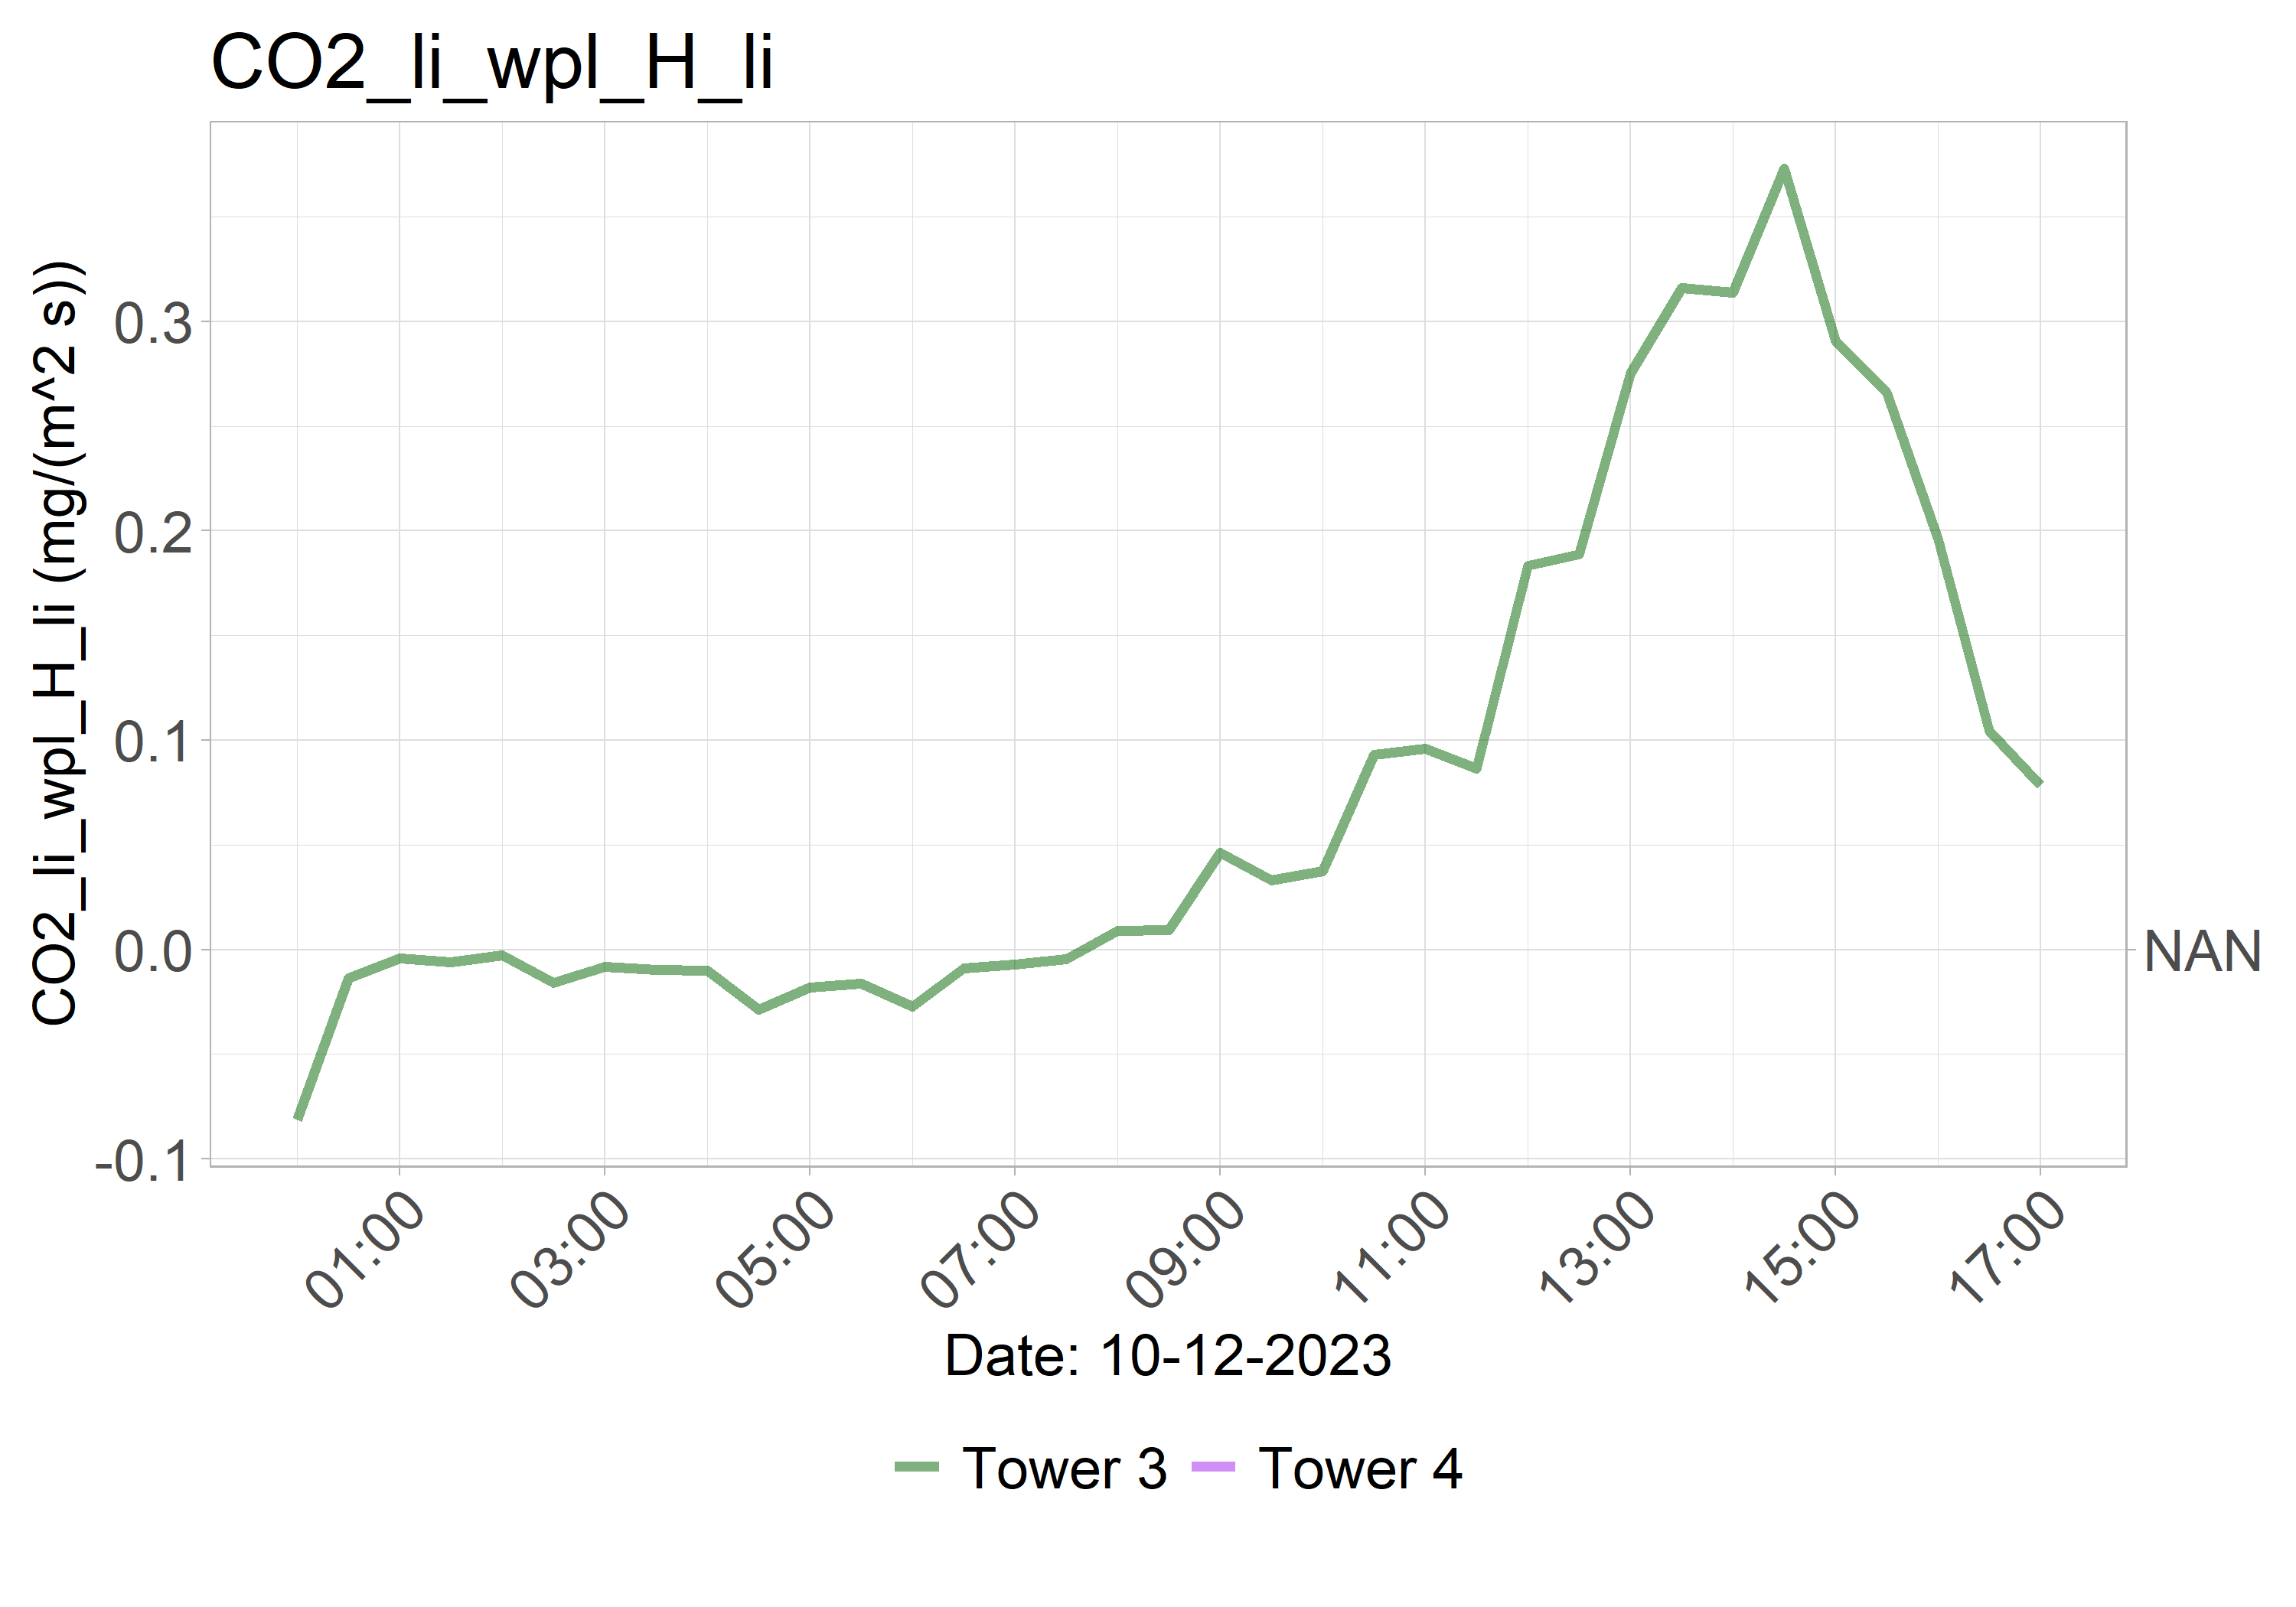 CO2_li_wpl_H_li
CO2_li_wpl_H_li (mg/(m^2 s))
0.3
0.2
0.1
0.0
-0.1
NAN
01:00
03:00
05:00
07:00
09:00
11:00
13:00
15:00
17:00
Date: 10-12-2023
Tower 3
Tower 4